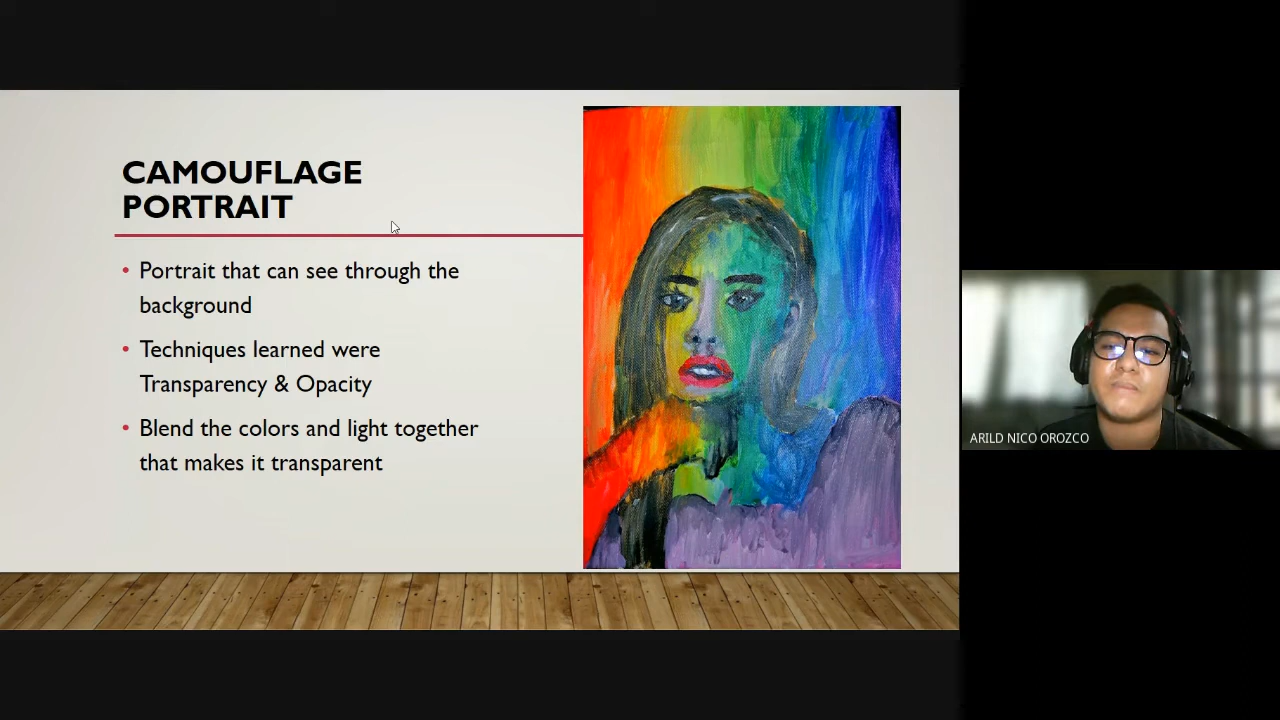 CAMOUFLAGE
PORTRAIT
• Portrait that can see through the
background
• Techniques learned were
Transparency & Opacity
• Blend the colors and light together
that makes it transparent
ARILD NICO OROZCO